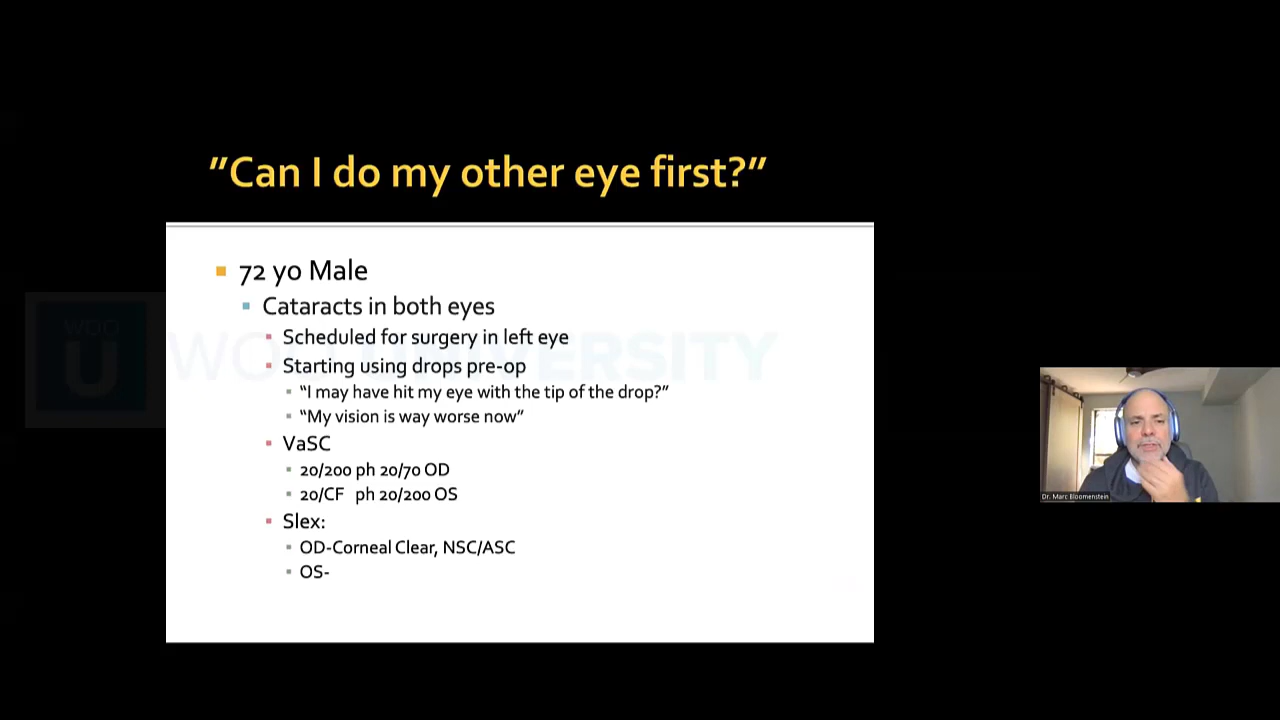 ”Can I do my other eye first?”
72 yo Male
Cataracts in both eyes
Scheduled for surgery in left eye
Starting using drops pre-op
“I may have hit my eye with the tip of the drop?”
“My vision is way worse now”
VaSC
20/200 ph 20/70 OD
20/CF ph 20/200 OS
Slex:
OD-Corneal Clear, NSC/ASC
OS-
WOO
U
WOO UNIVERSITY
Dr. Marc Bloomenstein